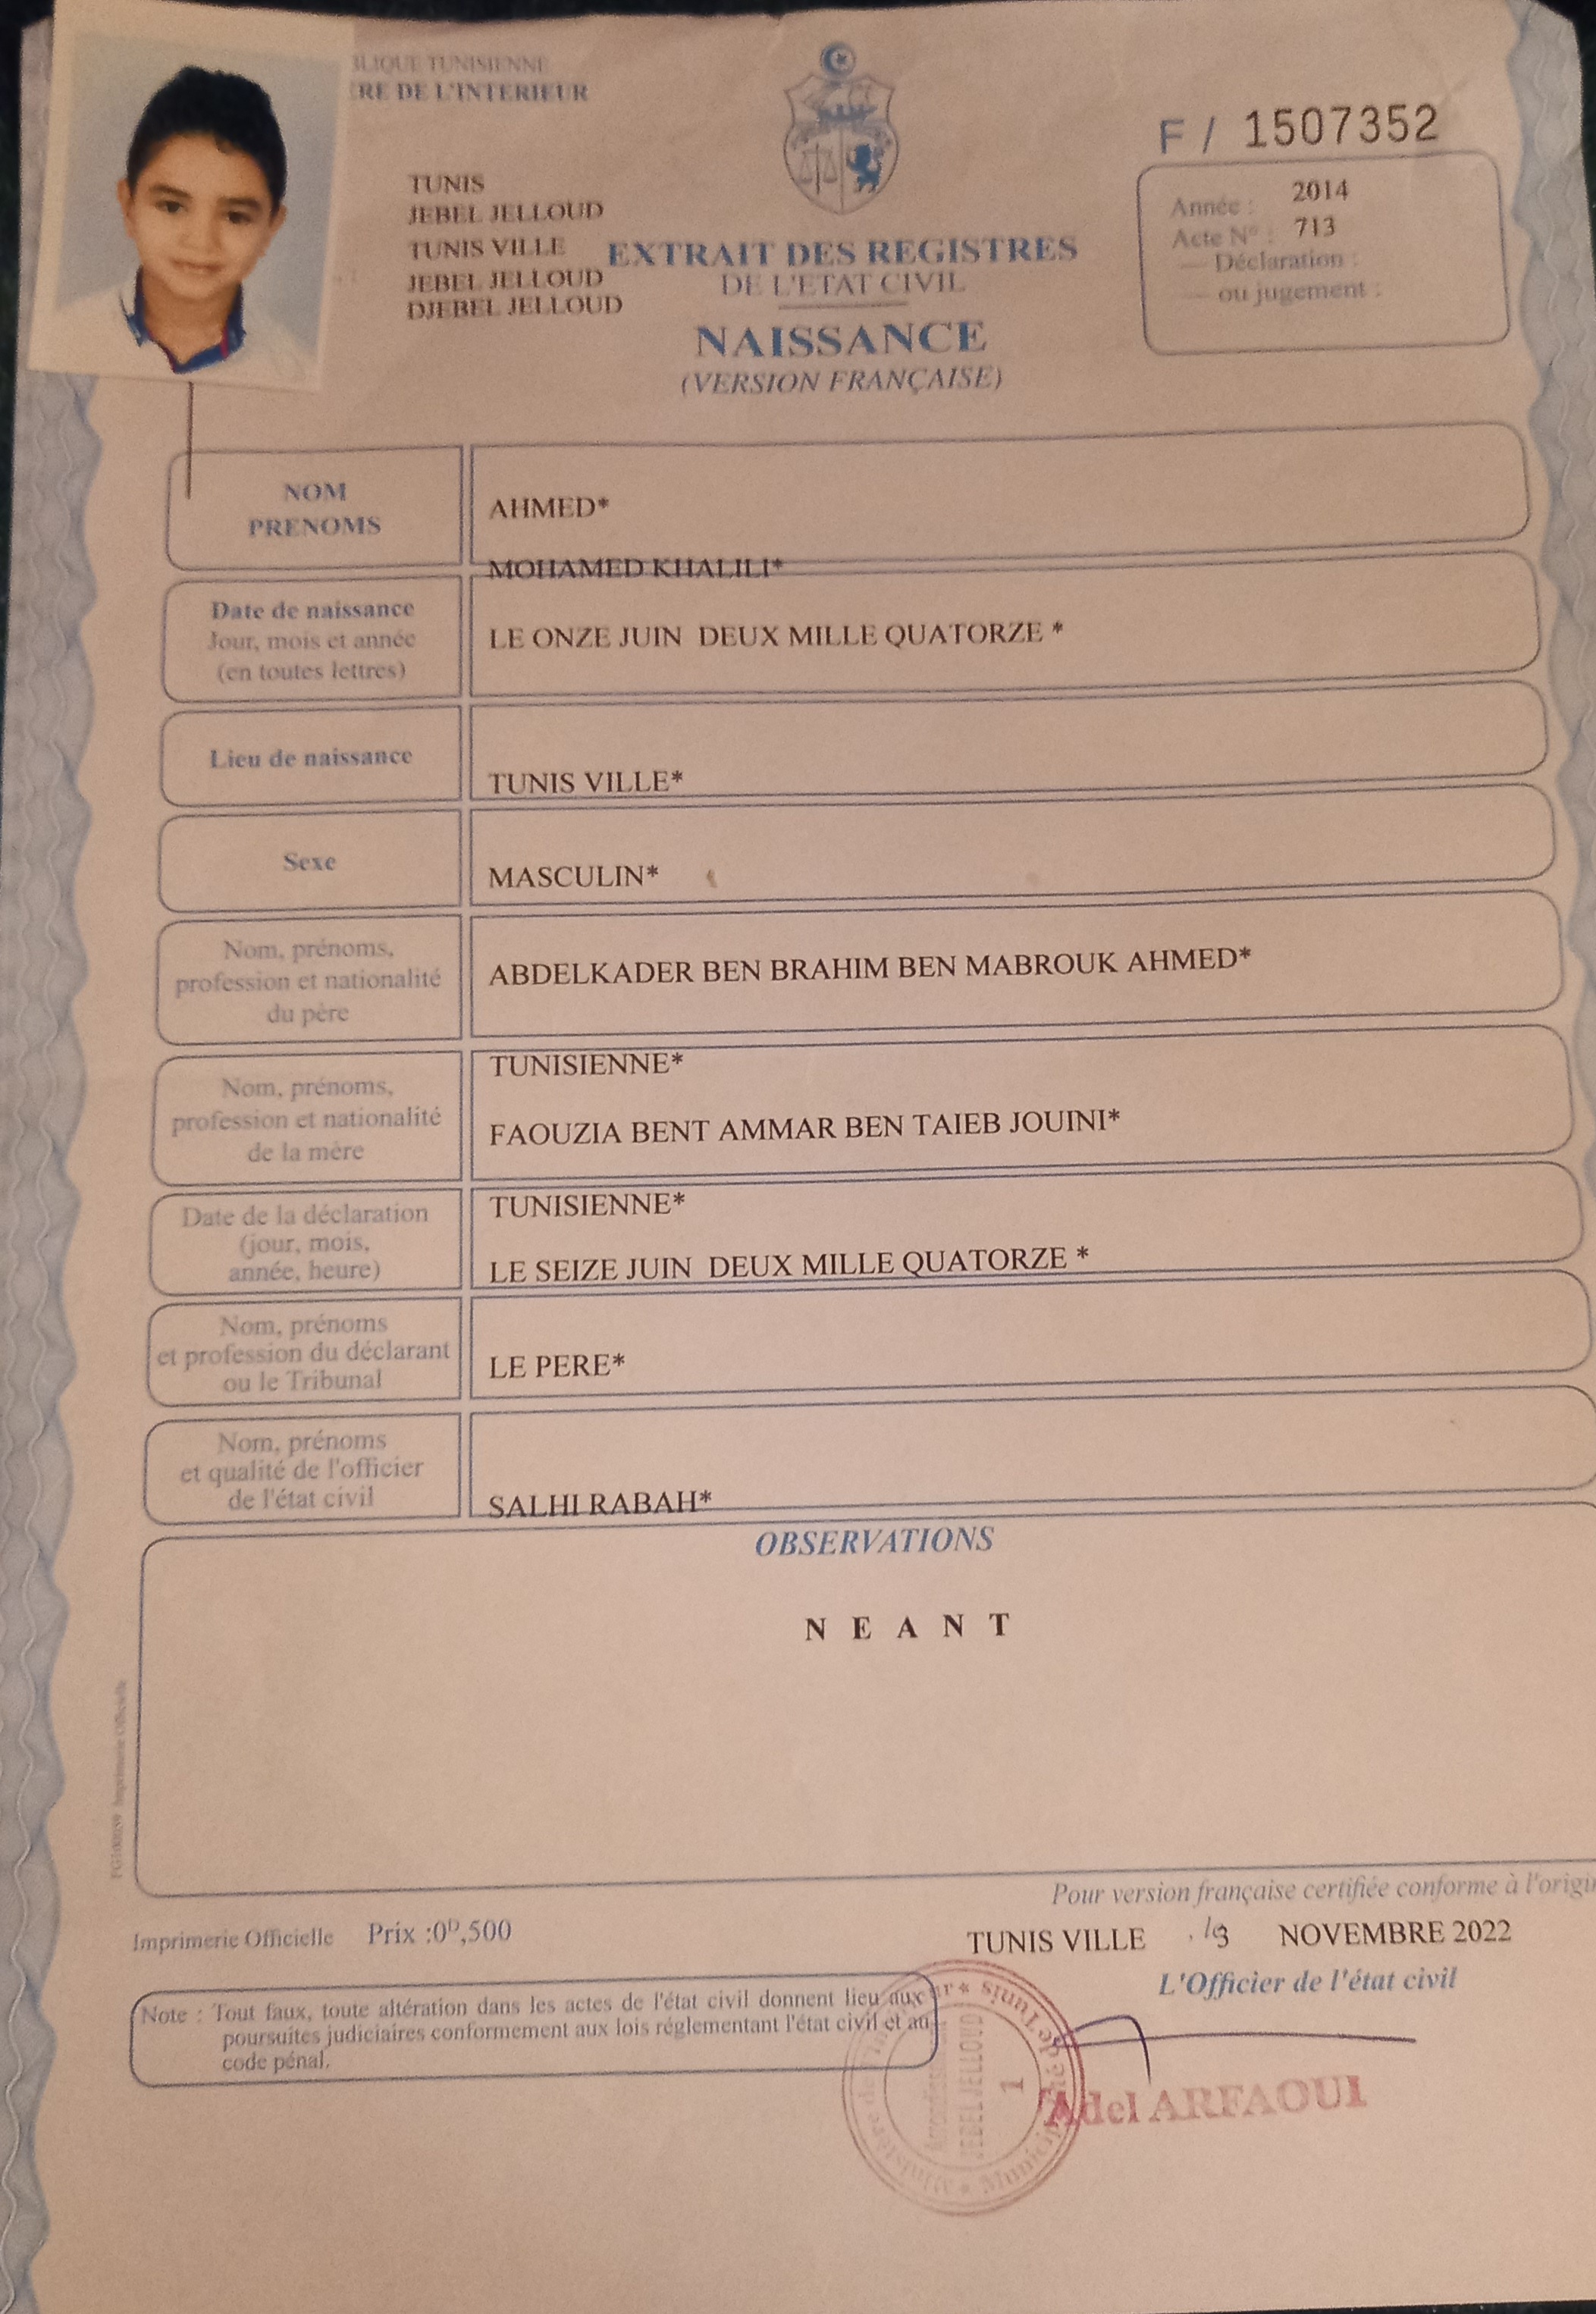 BLIQUE TUNISIENNE
ERE DE L'INTERIEUR
F / 1507352
TUNIS
JEBEL JELLOUD
TUNIS VILLE
JEBEL JELLOUD
DJEBEL JELLOUD
EXTRAIT DES REGISTRES
DE L'ETAT CIVIL
NAISSANCE
(VERSION FRANÇAISE)
Année : 2014
Acte N° : 713
— Déclaration :
— ou jugement :
NOM
PRENOMS
AHMED*
MOHAMED KHALILI*
Date de naissance
Jour, mois et année
(en toutes lettres)
LE ONZE JUIN DEUX MILLE QUATORZE *
Lieu de naissance
TUNIS VILLE*
Sexe
MASCULIN*
Nom, prénoms,
profession et nationalité
du père
ABDELKADER BEN BRAHIM BEN MABROUK AHMED*
TUNISIENNE*
Nom, prénoms,
profession et nationalité
de la mère
FAOUZIA BENT AMMAR BEN TAIEB JOUINI*
TUNISIENNE*
Date de la déclaration
(jour, mois,
année, heure)
LE SEIZE JUIN DEUX MILLE QUATORZE *
Nom, prénoms
et profession du déclarant
ou le Tribunal
LE PERE*
Nom, prénoms
et qualité de l'officier
de l'état civil
SALHI RABAH*
OBSERVATIONS
N E A N T
Imprimerie Officielle
Pour version française certifiée conforme à l'origi
Imprimerie Officielle Prix :0D,500
TUNIS VILLE , le 3 NOVEMBRE 2022
L'Officier de l'état civil
Note : Tout faux, toute altération dans les actes de l'état civil donnent lieu aux
poursuites judiciaires conformement aux lois réglementant l'état civil et au
code pénal.
JEBEL JELLOUD
1
Adel ARFAOUI